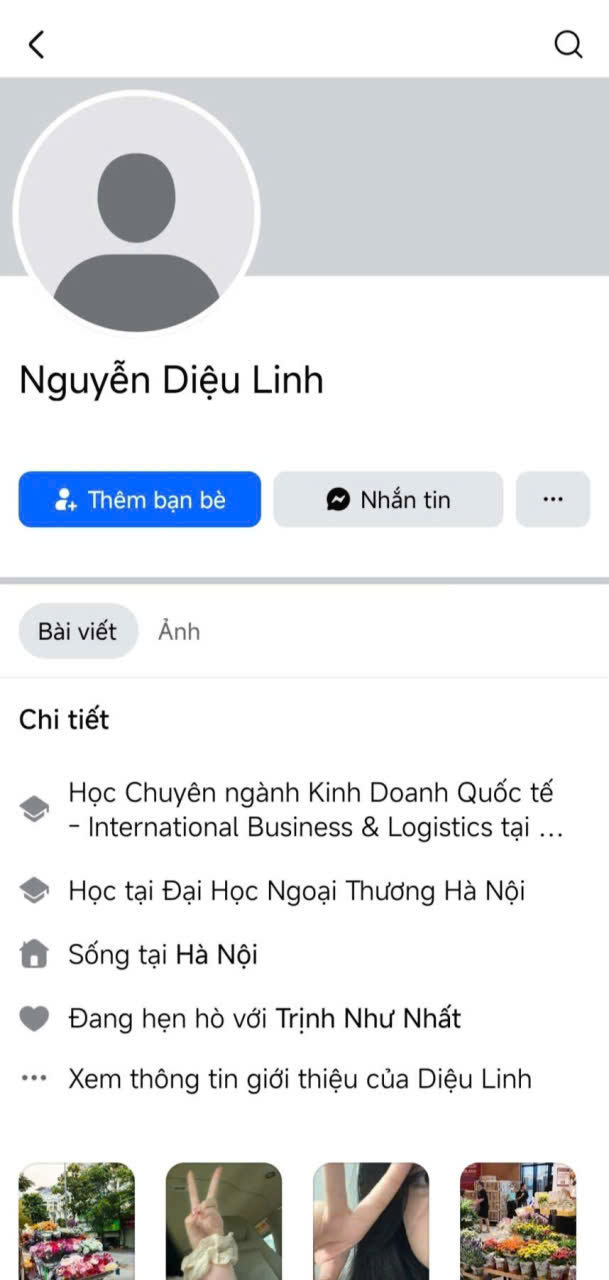 Nguyễn Diệu Linh
Thêm bạn bè
Nhắn tin
Bài viết
Ảnh
Chi tiết
Học Chuyên ngành Kinh Doanh Quốc tế
- International Business & Logistics tại ...
Học tại Đại Học Ngoại Thương Hà Nội
Sống tại Hà Nội
Đang hẹn hò với Trịnh Như Nhất
Xem thông tin giới thiệu của Diệu Linh